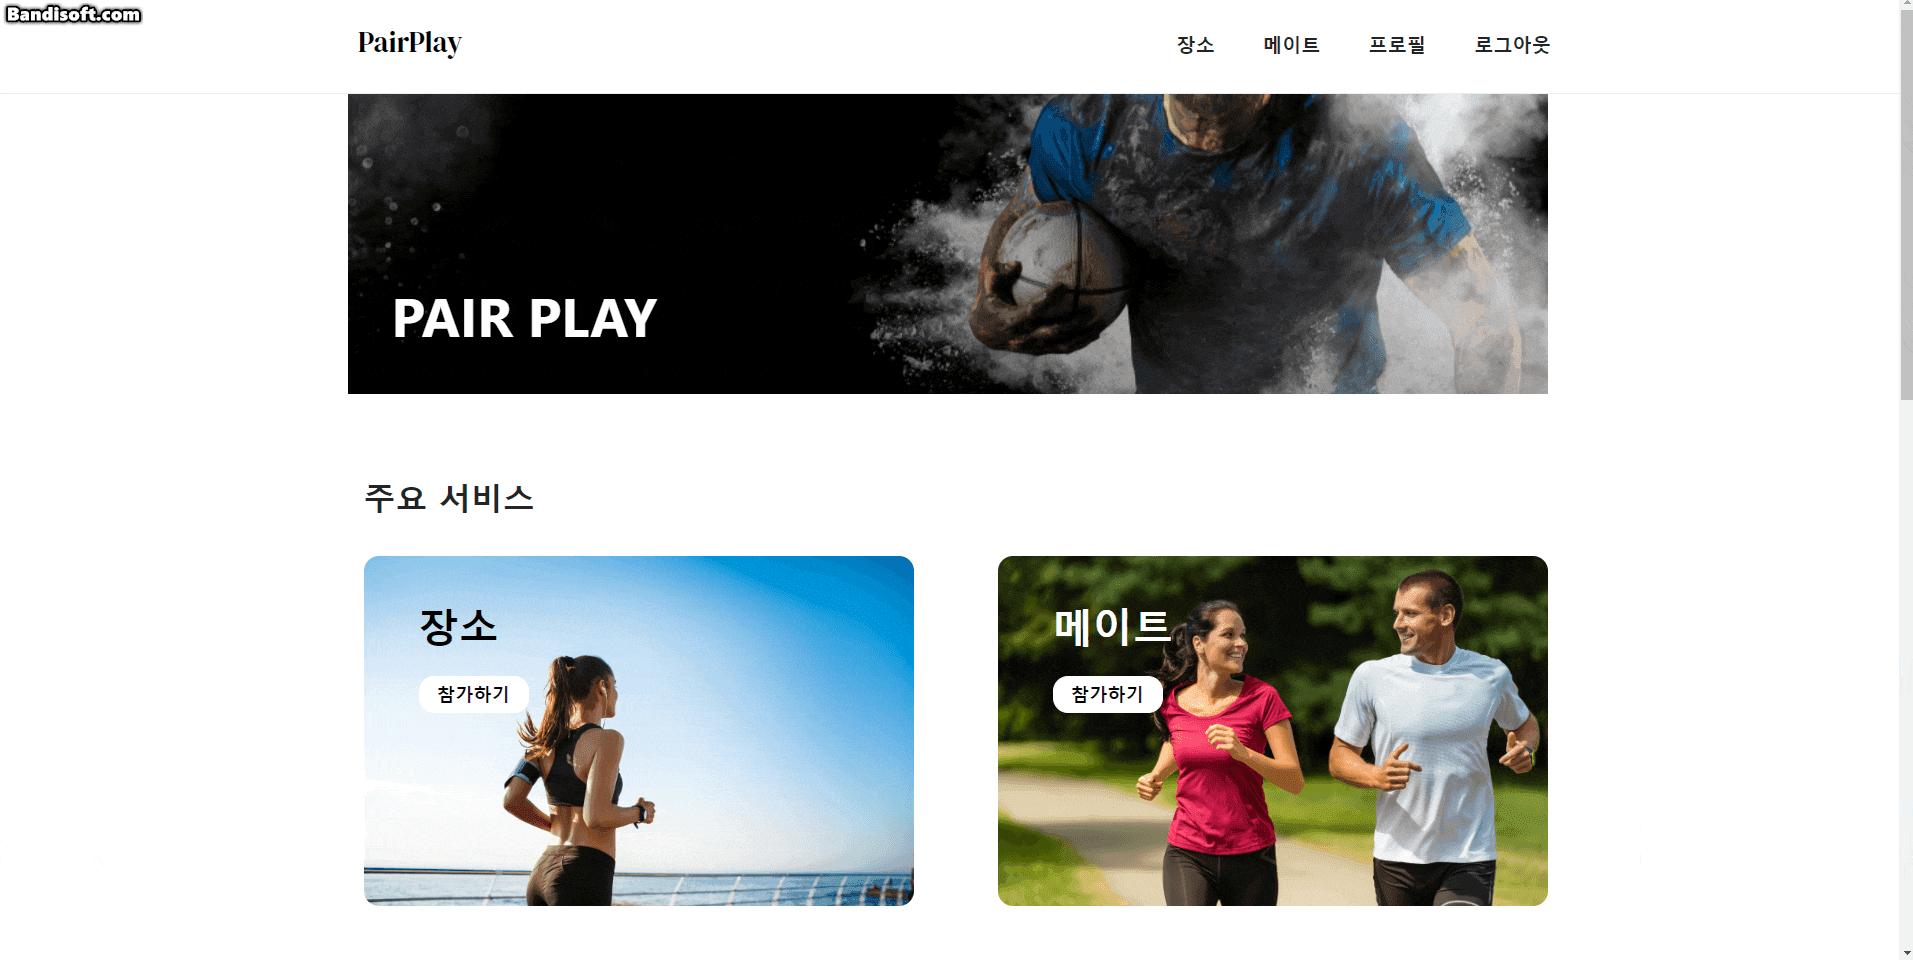 Bandisoft.com
PairPlay
장소 메이트 프로필 로그아웃
PAIR PLAY
주요 서비스
장소
참가하기
메이트
참가하기